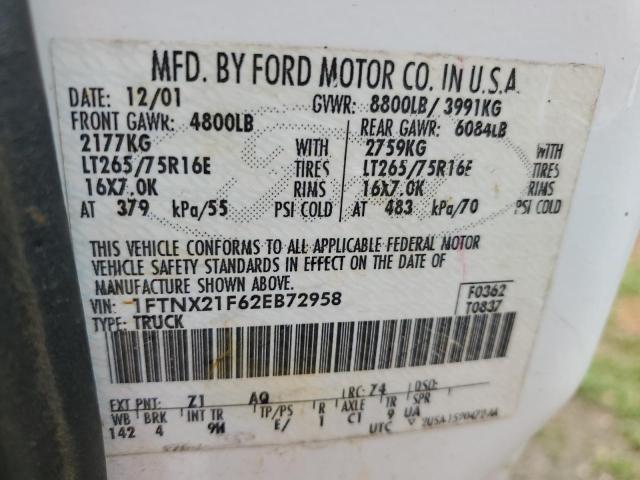 MFD. BY FORD MOTOR CO. IN U.S.A.
DATE: 12/01 GVWR: 8800LB/ 3991KG
FRONT GAWR: 4800LB REAR GAWR: 6084LB
2177KG WITH 2759KG WITH
LT265/75R16E TIRES LT265/75R16E TIRES
16X7.0K RIMS 16X7.0K RIMS
AT 379 kPa/55 PSI COLD AT 483 kPa/70 PSI COLD
THIS VEHICLE CONFORMS TO ALL APPLICABLE FEDERAL MOTOR
VEHICLE SAFETY STANDARDS IN EFFECT ON THE DATE OF
MANUFACTURE SHOWN ABOVE.
VIN: 1FTNX21F62EB72958 F0362
TYPE: TRUCK T0837
EXT PNT: Z1 AQ RC: Z4 DSO:
WB BRK INT TR TP/PS R AXLE TR SPR
142 4 9M E/ 1 C1 9 UA
UTC